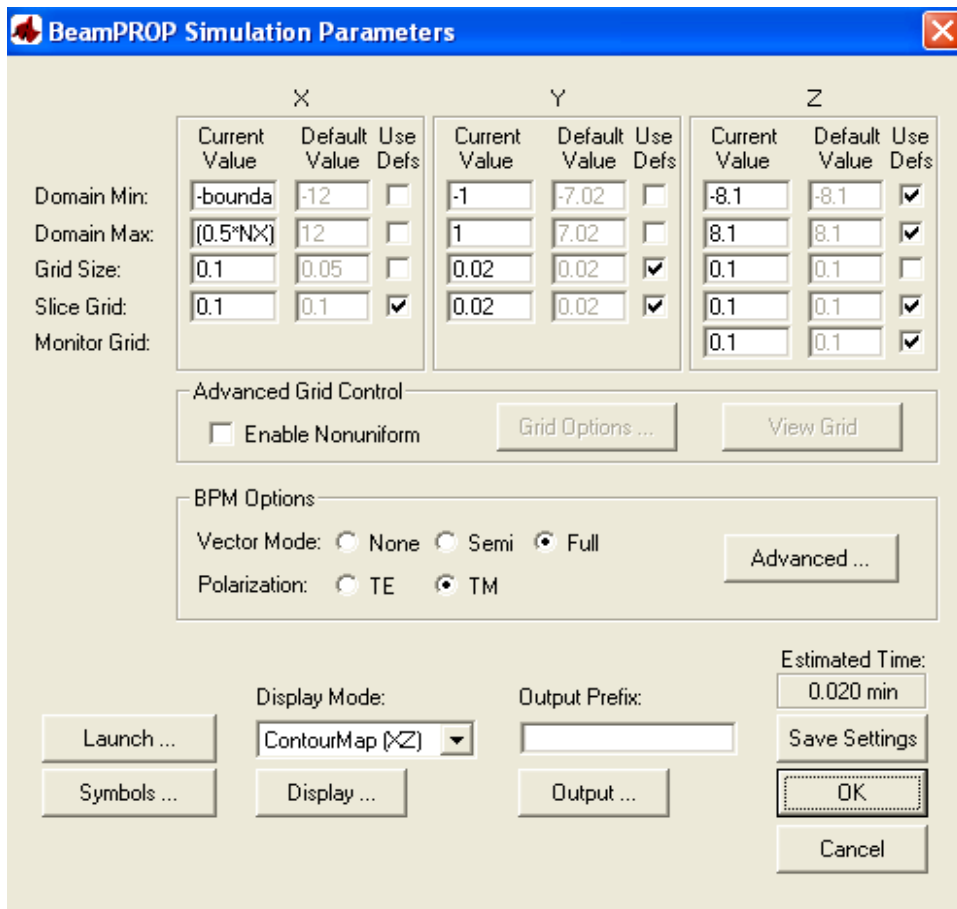 BeamPROP Simulation Parameters
X Y Z
Current Default Use Current Default Use Current Default Use
Value Value Defs Value Value Defs Value Value Defs
Domain Min: -bounda -12 -1 -7.02 -8.1 -8.1
Domain Max: (0.5*NX) 12 1 7.02 8.1 8.1
Grid Size: 0.1 0.05 0.02 0.02 0.1 0.1
Slice Grid: 0.1 0.1 0.02 0.02 0.1 0.1
Monitor Grid: 0.1 0.1
Advanced Grid Control
Enable Nonuniform Grid Options ... View Grid
BPM Options
Vector Mode: None Semi Full
Advanced ...
Polarization: TE TM
Estimated Time:
Display Mode: Output Prefix: 0.020 min
Launch ... ContourMap (XZ) Save Settings
Symbols ... Display ... Output ... OK
Cancel